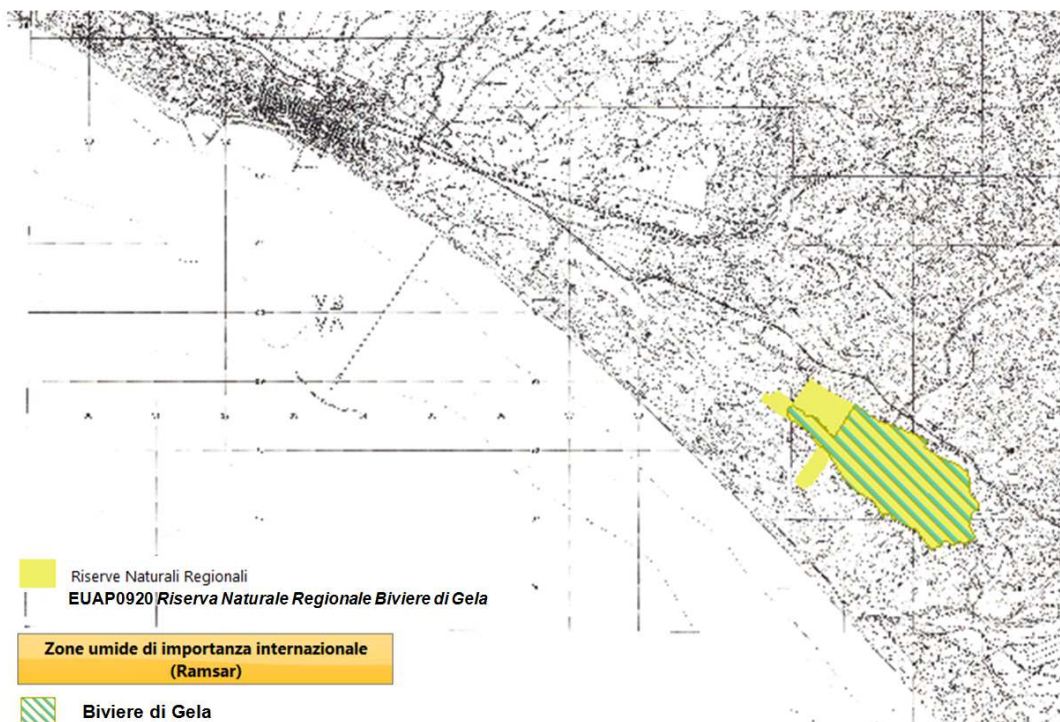 Riserve Naturali Regionali
EUAP0920 Riserva Naturale Regionale Biviere di Gela
Zone umide di importanza internazionale
(Ramsar)
Biviere di Gela